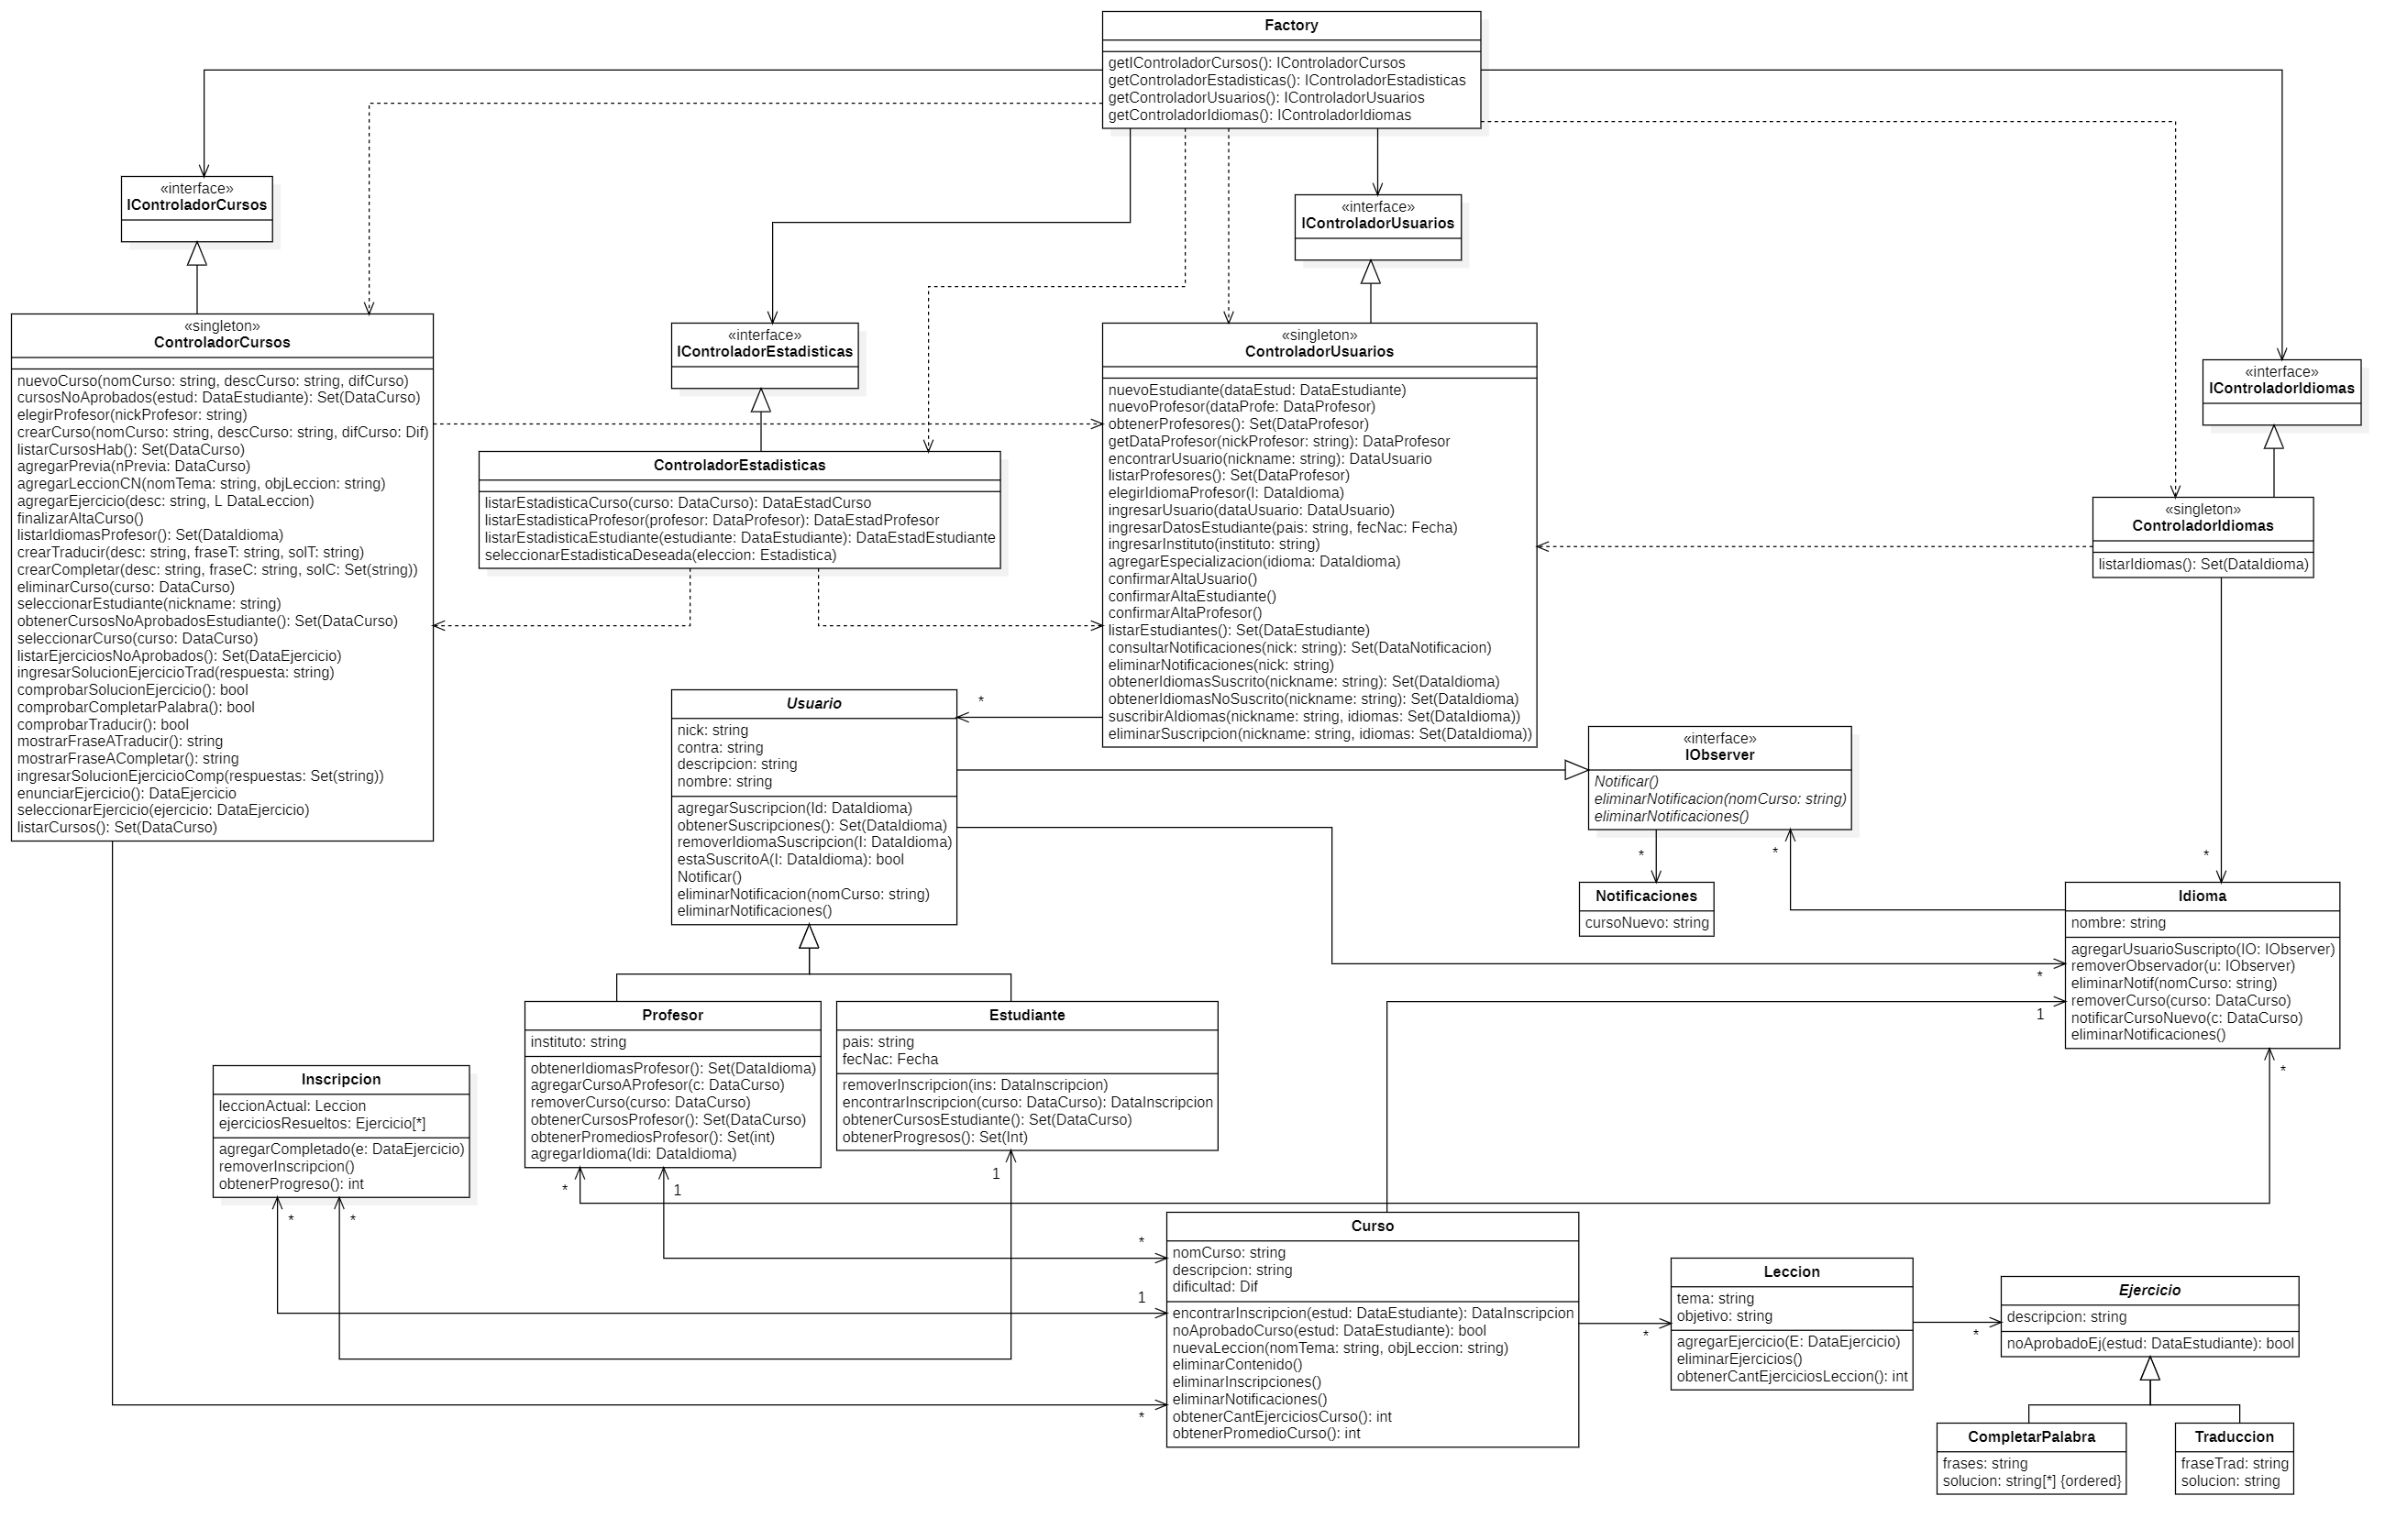 Factory
getIControladorCursos(): IControladorCursos
getControladorEstadisticas(): IControladorEstadisticas
getControladorUsuarios(): IControladorUsuarios
getControladorIdiomas(): IControladorIdiomas
«interface»
IControladorCursos
«interface»
IControladorUsuarios
«interface»
IControladorEstadisticas
«interface»
IControladorIdiomas
«singleton»
ControladorCursos
nuevoCurso(nomCurso: string, descCurso: string, difCurso)
cursosNoAprobados(estud: DataEstudiante): Set(DataCurso)
elegirProfesor(nickProfesor: string)
crearCurso(nomCurso: string, descCurso: string, difCurso: Dif)
listarCursosHab(): Set(DataCurso)
agregarPrevia(nPrevia: DataCurso)
agregarLeccionCN(nomTema: string, objLeccion: string)
agregarEjercicio(desc: string, L DataLeccion)
finalizarAltaCurso()
listarIdiomasProfesor(): Set(DataIdioma)
crearTraducir(desc: string, fraseT: string, solT: string)
crearCompletar(desc: string, fraseC: string, solC: Set(string))
eliminarCurso(curso: DataCurso)
seleccionarEstudiante(nickname: string)
obtenerCursosNoAprobadosEstudiante(): Set(DataCurso)
seleccionarCurso(curso: DataCurso)
listarEjerciciosNoAprobados(): Set(DataEjercicio)
ingresarSolucionEjercicioTrad(respuesta: string)
comprobarSolucionEjercicio(): bool
comprobarCompletarPalabra(): bool
comprobarTraducir(): bool
mostrarFraseATraducir(): string
mostrarFraseACompletar(): string
ingresarSolucionEjercicioComp(respuestas: Set(string))
enunciarEjercicio(): DataEjercicio
seleccionarEjercicio(ejercicio: DataEjercicio)
listarCursos(): Set(DataCurso)
ControladorEstadisticas
listarEstadisticaCurso(curso: DataCurso): DataEstadCurso
listarEstadisticaProfesor(profesor: DataProfesor): DataEstadProfesor
listarEstadisticaEstudiante(estudiante: DataEstudiante): DataEstadEstudiante
seleccionarEstadisticaDeseada(eleccion: Estadistica)
«singleton»
ControladorUsuarios
nuevoEstudiante(dataEstud: DataEstudiante)
nuevoProfesor(dataProfe: DataProfesor)
obtenerProfesores(): Set(DataProfesor)
getDataProfesor(nickProfesor: string): DataProfesor
encontrarUsuario(nickname: string): DataUsuario
listarProfesores(): Set(DataProfesor)
elegirIdiomaProfesor(I: DataIdioma)
ingresarUsuario(dataUsuario: DataUsuario)
ingresarDatosEstudiante(pais: string, fecNac: Fecha)
ingresarInstituto(instituto: string)
agregarEspecializacion(idioma: DataIdioma)
confirmarAltaUsuario()
confirmarAltaEstudiante()
confirmarAltaProfesor()
listarEstudiantes(): Set(DataEstudiante)
consultarNotificaciones(nick: string): Set(DataNotificacion)
eliminarNotificaciones(nick: string)
obtenerIdiomasSuscrito(nickname: string): Set(DataIdioma)
obtenerIdiomasNoSuscrito(nickname: string): Set(DataIdioma)
suscribirAIdiomas(nickname: string, idiomas: Set(DataIdioma))
eliminarSuscripcion(nickname: string, idiomas: Set(DataIdioma))
«singleton»
ControladorIdiomas
listarIdiomas(): Set(DataIdioma)
Usuario
*
nick: string
contra: string
descripcion: string
nombre: string
agregarSuscripcion(Id: DataIdioma)
obtenerSuscripciones(): Set(DataIdioma)
removerIdiomaSuscripcion(I: DataIdioma)
estaSuscritoA(I: DataIdioma): bool
Notificar()
eliminarNotificacion(nomCurso: string)
eliminarNotificaciones()
«interface»
IObserver
Notificar()
eliminarNotificacion(nomCurso: string)
eliminarNotificaciones()
*
*
*
Notificaciones
cursoNuevo: string
Idioma
nombre: string
agregarUsuarioSuscripto(IO: IObserver)
removerObservador(u: IObserver)
eliminarNotif(nomCurso: string)
removerCurso(curso: DataCurso)
notificarCursoNuevo(c: DataCurso)
eliminarNotificaciones()
*
1
*
Profesor
instituto: string
obtenerIdiomasProfesor(): Set(DataIdioma)
agregarCursoAProfesor(c: DataCurso)
removerCurso(curso: DataCurso)
obtenerCursosProfesor(): Set(DataCurso)
obtenerPromediosProfesor(): Set(int)
agregarIdioma(Idi: DataIdioma)
*
1
Estudiante
pais: string
fecNac: Fecha
removerInscripcion(ins: DataInscripcion)
encontrarInscripcion(curso: DataCurso): DataInscripcion
obtenerCursosEstudiante(): Set(DataCurso)
obtenerProgresos(): Set(Int)
1
Inscripcion
leccionActual: Leccion
ejerciciosResueltos: Ejercicio[*]
agregarCompletado(e: DataEjercicio)
removerInscripcion()
obtenerProgreso(): int
*
*
*
1
*
Curso
nomCurso: string
descripcion: string
dificultad: Dif
encontrarInscripcion(estud: DataEstudiante): DataInscripcion
noAprobadoCurso(estud: DataEstudiante): bool
nuevaLeccion(nomTema: string, objLeccion: string)
eliminarContenido()
eliminarInscripciones()
eliminarNotificaciones()
obtenerCantEjerciciosCurso(): int
obtenerPromedioCurso(): int
*
Leccion
tema: string
objetivo: string
agregarEjercicio(E: DataEjercicio)
eliminarEjercicios()
obtenerCantEjerciciosLeccion(): int
*
Ejercicio
descripcion: string
noAprobadoEj(estud: DataEstudiante): bool
CompletarPalabra
frases: string
solucion: string[*] {ordered}
Traduccion
fraseTrad: string
solucion: string